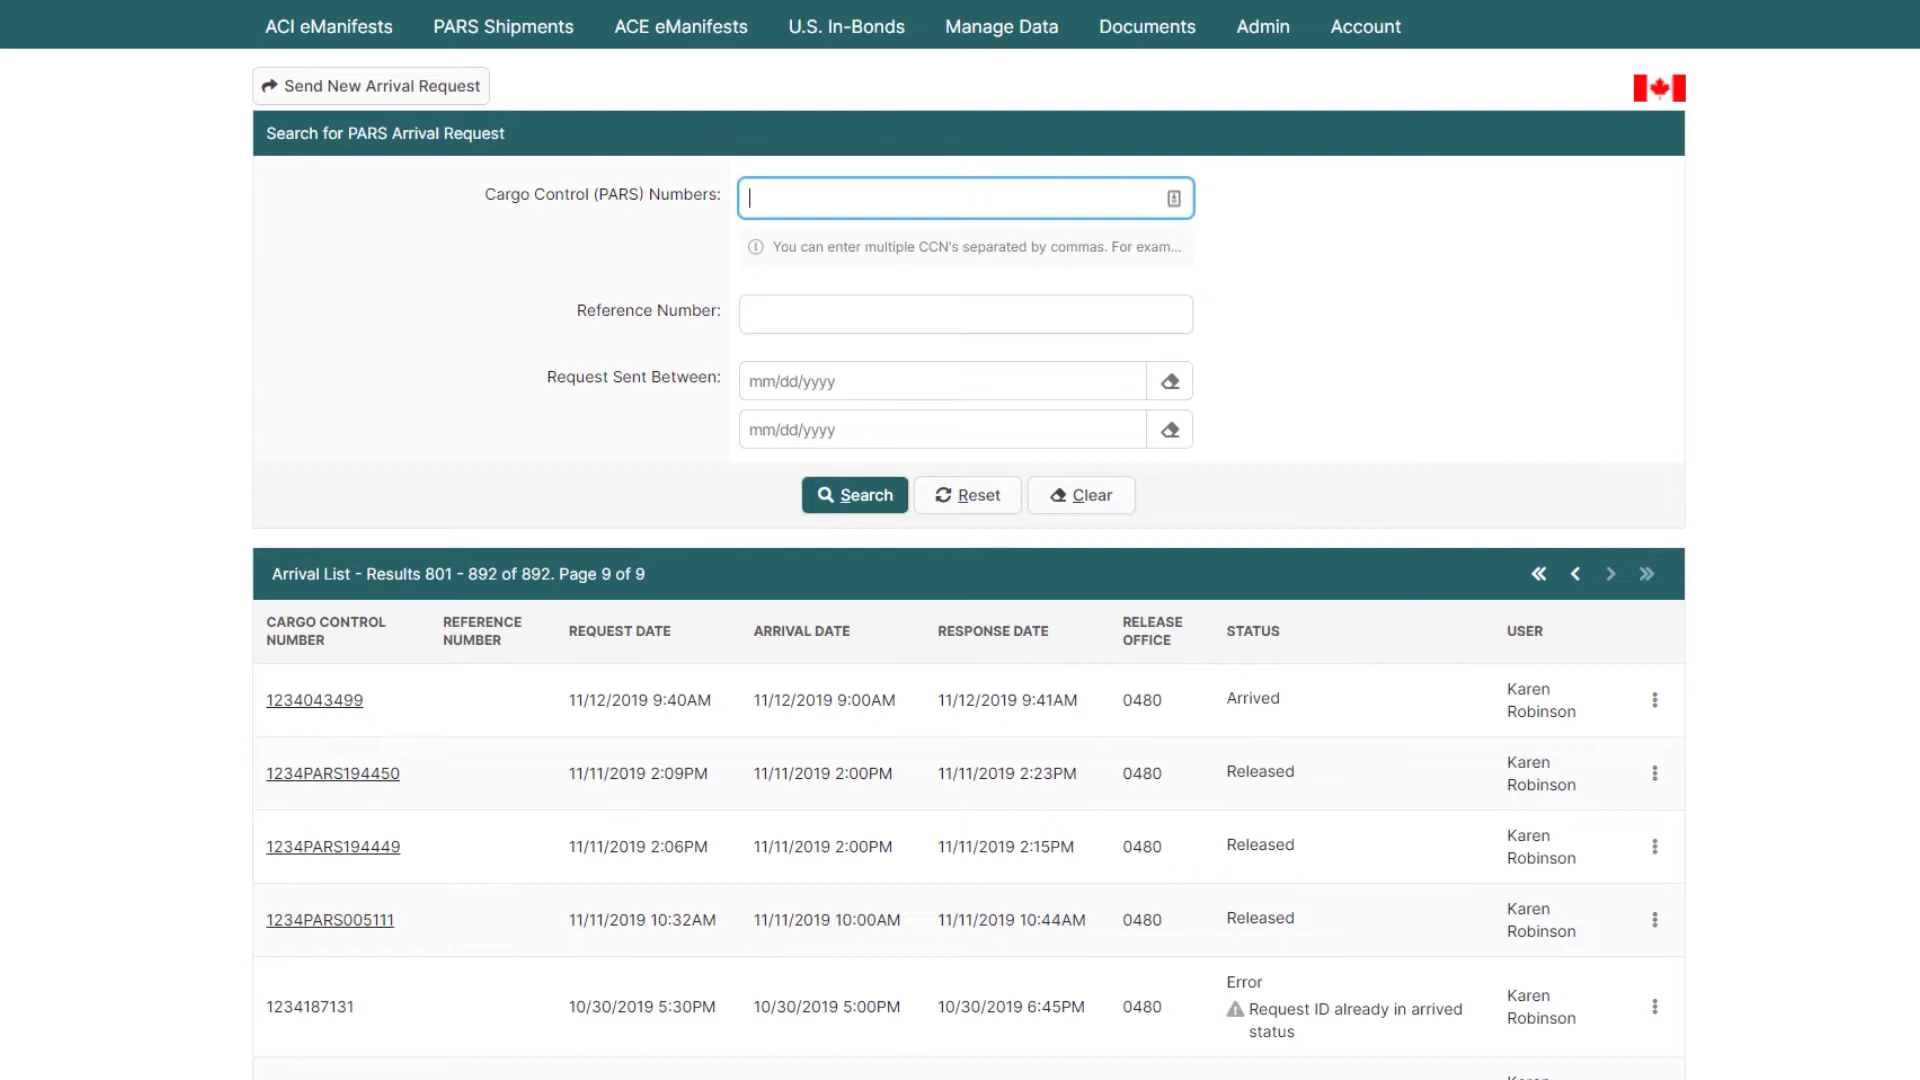 ACI eManifests PARS Shipments ACE eManifests U.S. In-Bonds Manage Data Documents Admin Account
Send New Arrival Request
Search for PARS Arrival Request
Cargo Control (PARS) Numbers:
You can enter multiple CCN's separated by commas. For exam...
Reference Number:
Request Sent Between:
mm/dd/yyyy
mm/dd/yyyy
Search Reset Clear
Arrival List - Results 801 - 892 of 892. Page 9 of 9
CARGO CONTROL NUMBER REFERENCE NUMBER REQUEST DATE ARRIVAL DATE RESPONSE DATE RELEASE OFFICE STATUS USER
1234043499 11/12/2019 9:40AM 11/12/2019 9:00AM 11/12/2019 9:41AM 0480 Arrived Karen Robinson
1234PARS194450 11/11/2019 2:09PM 11/11/2019 2:00PM 11/11/2019 2:23PM 0480 Released Karen Robinson
1234PARS194449 11/11/2019 2:06PM 11/11/2019 2:00PM 11/11/2019 2:15PM 0480 Released Karen Robinson
1234PARS005111 11/11/2019 10:32AM 11/11/2019 10:00AM 11/11/2019 10:44AM 0480 Released Karen Robinson
1234187131 10/30/2019 5:30PM 10/30/2019 5:00PM 10/30/2019 6:45PM 0480 Error Request ID already in arrived status Karen Robinson